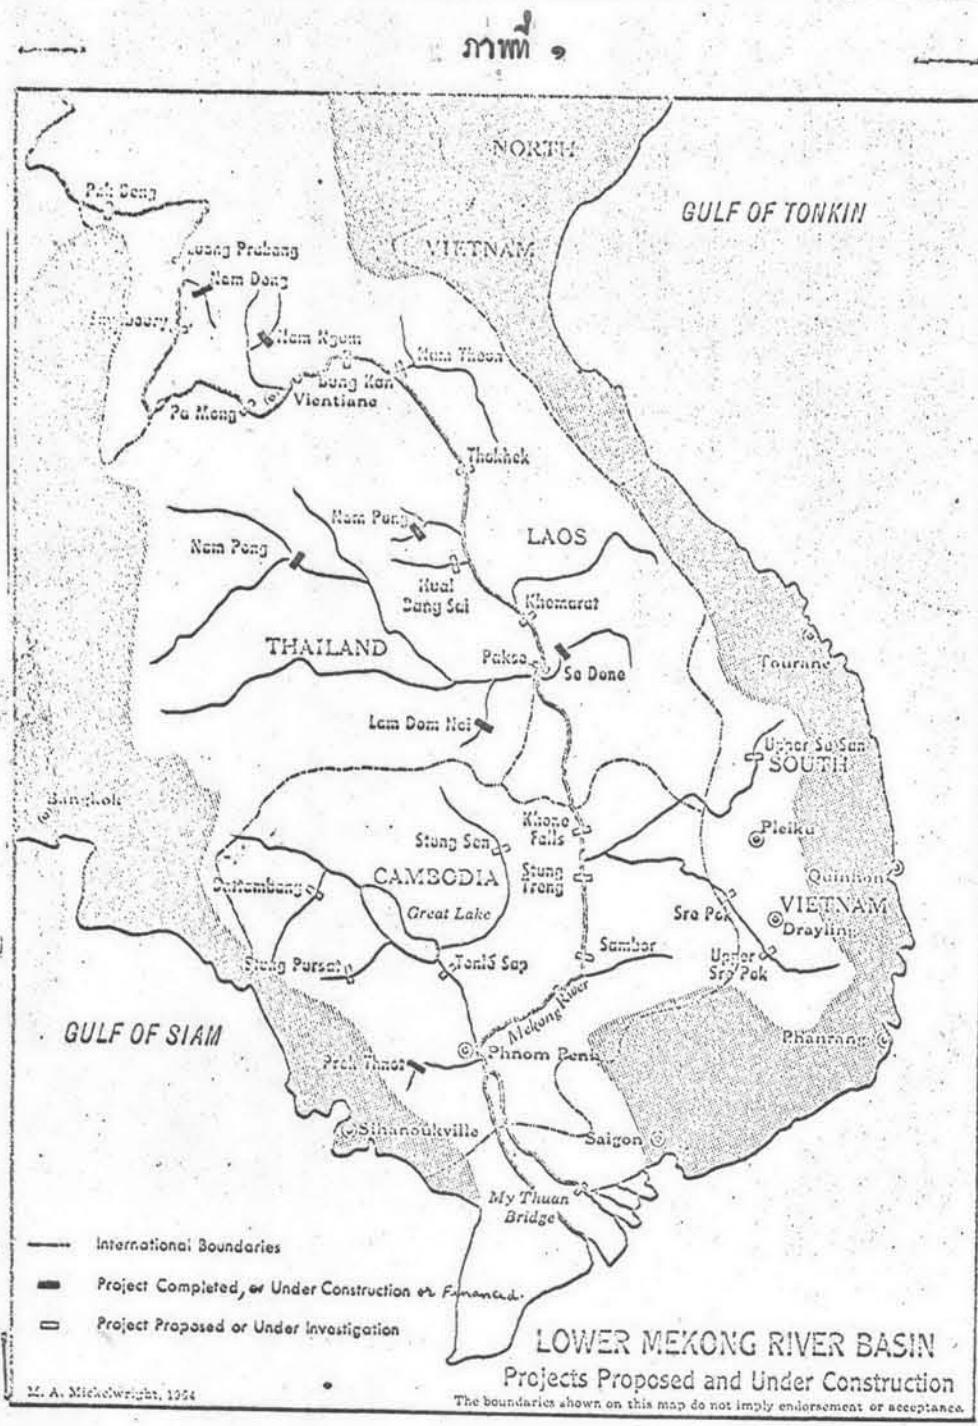 ภาพที่ ๑
NORTH
VIETNAM
GULF OF TONKIN
Pak Beng
Luang Prabang
Nam Dong
Nam Ngum
Nam Theun
Bung Kan
Vientiane
Pa Mong
Thakhek
Nam Pung
LAOS
Nam Pong
Huai
Bang Sai
Khemarat
THAILAND
Pakse
Se Done
Tourane
Lam Dom Noi
Upper Se San
SOUTH
Bangkok
Khone
Falls
Pleiku
Stung Sen
Stung
Treng
Quinhon
CAMBODIA
Battambang
Great Lake
Sre Pok
VIETNAM
Drayling
Sambor
Upper
Sre Pok
Stung Pursat
Tonlé Sap
Mekong River
GULF OF SIAM
Phanrang
Phnom Penh
Prek Thnot
Sihanoukville
Saigon
My Thuan
Bridge
International Boundaries
Project Completed, or Under Construction or Financed.
Project Proposed or Under Investigation
LOWER MEKONG RIVER BASIN
Projects Proposed and Under Construction
M. A. Mickelwright, 1964
The boundaries shown on this map do not imply endorsement or acceptance.